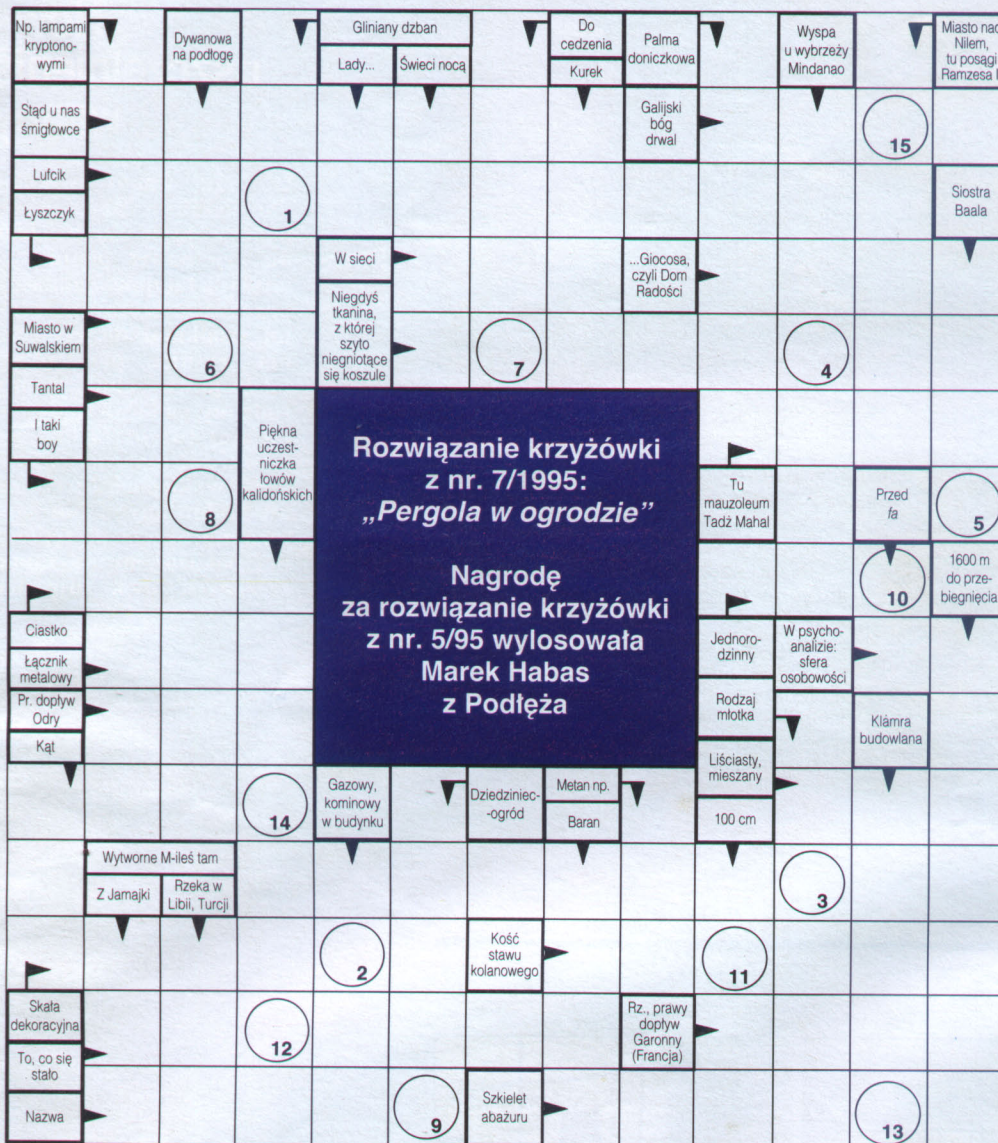 Np. lampami
krypto­no-
wymi
Dywanowa
na podłogę
Gliniany dzban
Lady...
Świeci nocą
Do
cedzenia
Kurek
Palma
doniczkowa
Wyspa
u wybrzeży
Mindanao
Miasto nad
Nilem,
tu posągi
Ramzesa
Stąd u nas
śmigłowce
Galijski
bóg
drwal
15
Lufcik
Łyszczyk
1
Siostra
Baala
W sieci
...Giocosa,
czyli Dom
Radości
Niegdyś
tkanina,
z której
szyto
niegniotące
się koszule
Miasto w
Suwalskiem
6
7
4
Tantal
I taki
boy
Piękna
uczest-
niczka
łowów
kalidońskich
Rozwiązanie krzyżówki
z nr. 7/1995:
„Pergola w ogrodzie”
Nagrodę
za rozwiązanie krzyżówki
z nr. 5/95 wylosowała
Marek Habas
z Podłęża
8
Tu
mauzoleum
Tadż Mahal
Przed
fa
5
10
1600 m
do prze-
biegnięcia
Ciastko
Łącznik
metalowy
Jednoro-
dzinny
W psycho-
analizie:
sfera
osobowości
Pr. dopływ
Odry
Kąt
Rodzaj
młotka
Klamra
budowlana
14
Gazowy,
kominowy
w budynku
Dziedziniec-
-ogród
Metan np.
Baran
Liściasty,
mieszany
100 cm
Wytworne M-ileś tam
Z Jamajki
Rzeka w
Libii, Turcji
3
2
Kość
stawu
kolanowego
11
Skała
dekoracyjna
12
Rz., prawy
dopływ
Garonny
(Francja)
To, co się
stało
Nazwa
9
Szkielet
abażuru
13